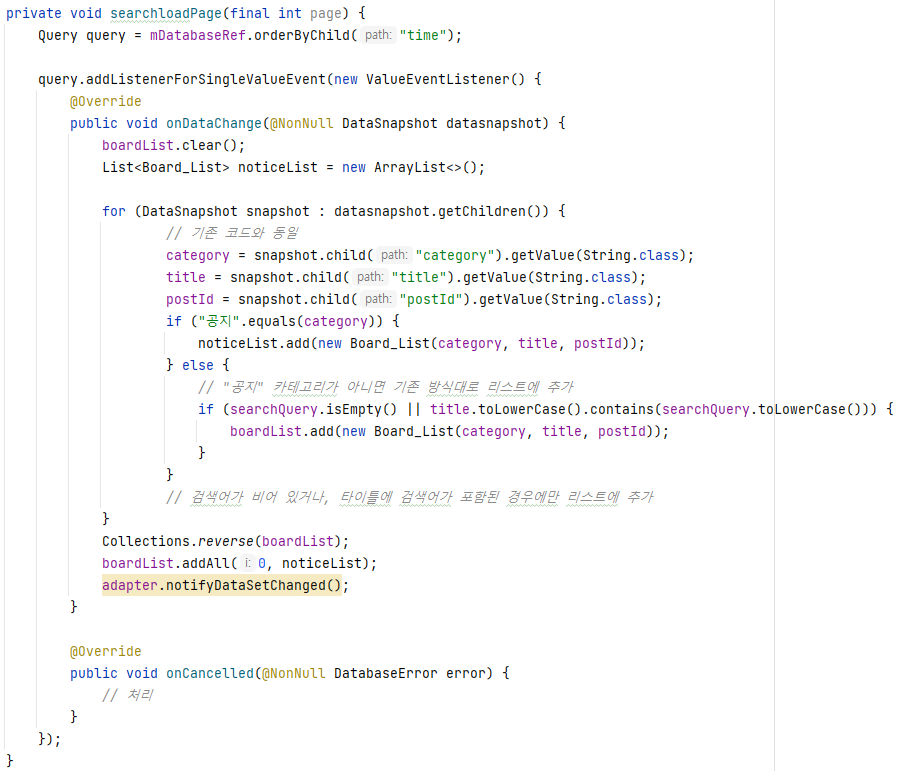 private void searchloadPage(final int page) {
    Query query = mDatabaseRef.orderByChild( path: "time");

    query.addListenerForSingleValueEvent(new ValueEventListener() {
        @Override
        public void onDataChange(@NonNull DataSnapshot datasnapshot) {
            boardList.clear();
            List<Board_List> noticeList = new ArrayList<>();

            for (DataSnapshot snapshot : datasnapshot.getChildren()) {
                    // 기존 코드와 동일
                    category = snapshot.child( path: "category").getValue(String.class);
                    title = snapshot.child( path: "title").getValue(String.class);
                    postId = snapshot.child( path: "postId").getValue(String.class);
                    if ("공지".equals(category)) {
                        noticeList.add(new Board_List(category, title, postId));
                    } else {
                        // "공지" 카테고리가 아니면 기존 방식대로 리스트에 추가
                        if (searchQuery.isEmpty() || title.toLowerCase().contains(searchQuery.toLowerCase())) {
                            boardList.add(new Board_List(category, title, postId));
                        }
                    }
                    // 검색어가 비어 있거나, 타이틀에 검색어가 포함된 경우에만 리스트에 추가
            }
            Collections.reverse(boardList);
            boardList.addAll( i: 0, noticeList);
            adapter.notifyDataSetChanged();
        }

        @Override
        public void onCancelled(@NonNull DatabaseError error) {
            // 처리
        }
    });
}